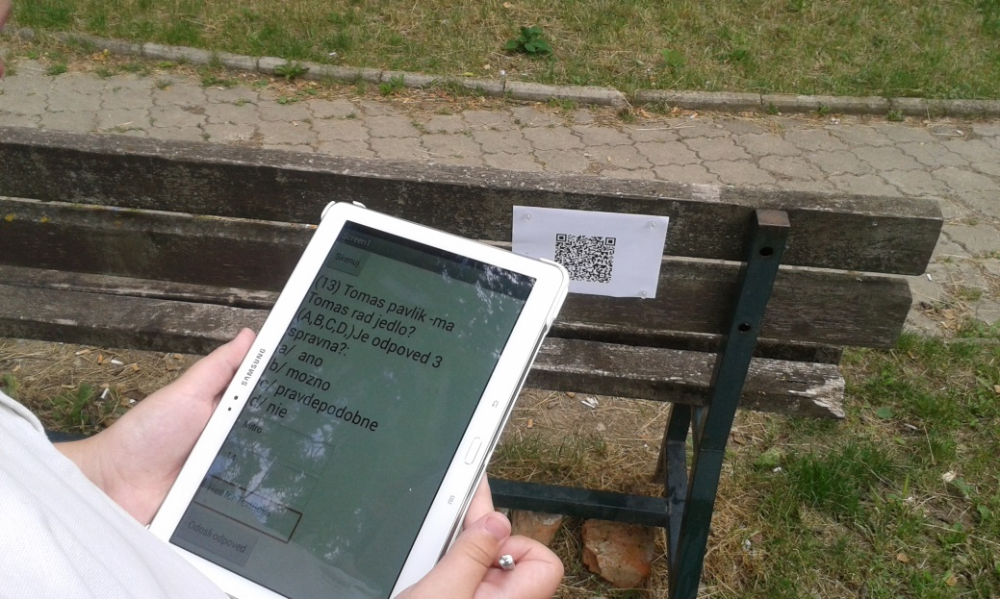 Screen1
Skenuj
(13) Tomas pavlik -ma
Tomas rad jedlo?
(A,B,C,D,)Je odpoved 3
spravna?:
a/ ano
b/ mozno
c/ pravdepodobne
d/ nie
Miro
Odosli odpoved
SAMSUNG